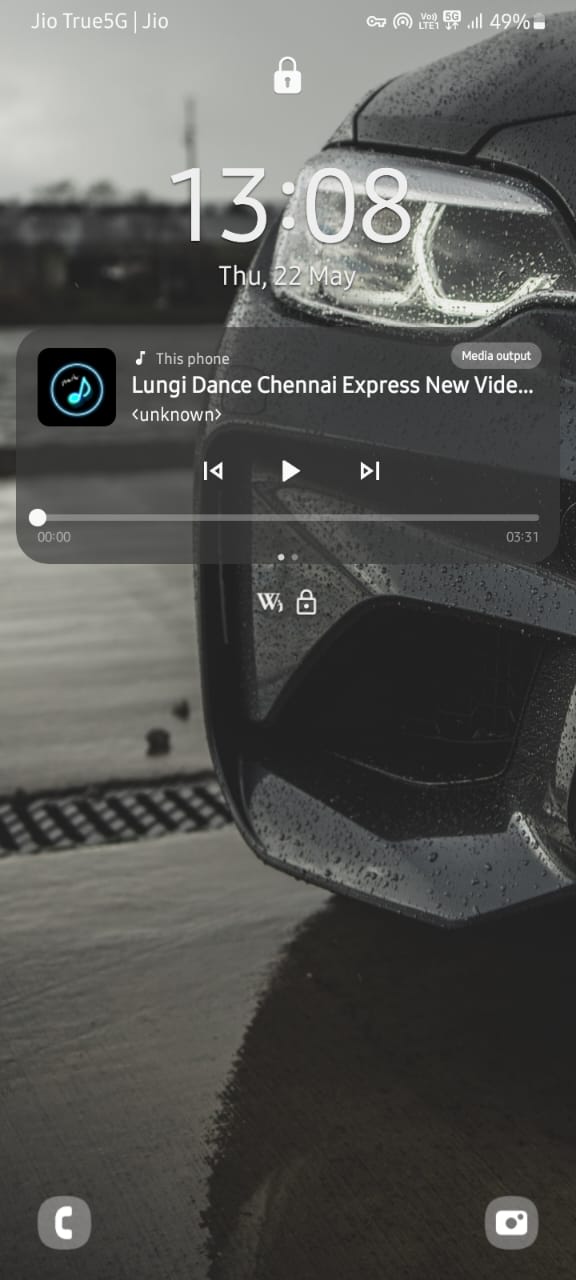 Jio True5G | Jio
Vo)) LTE1 5G 49%
13:08
Thu, 22 May
This phone
Media output
Lungi Dance Chennai Express New Vide...
<unknown>
00:00
03:31